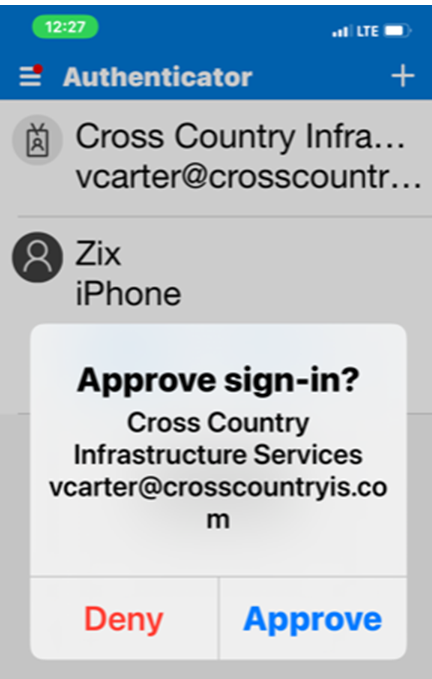 12:27
LTE
Authenticator
Cross Country Infra...
vcarter@crosscountr...
Zix
iPhone
Approve sign-in?
Cross Country
Infrastructure Services
vcarter@crosscountryis.co
m
Deny
Approve